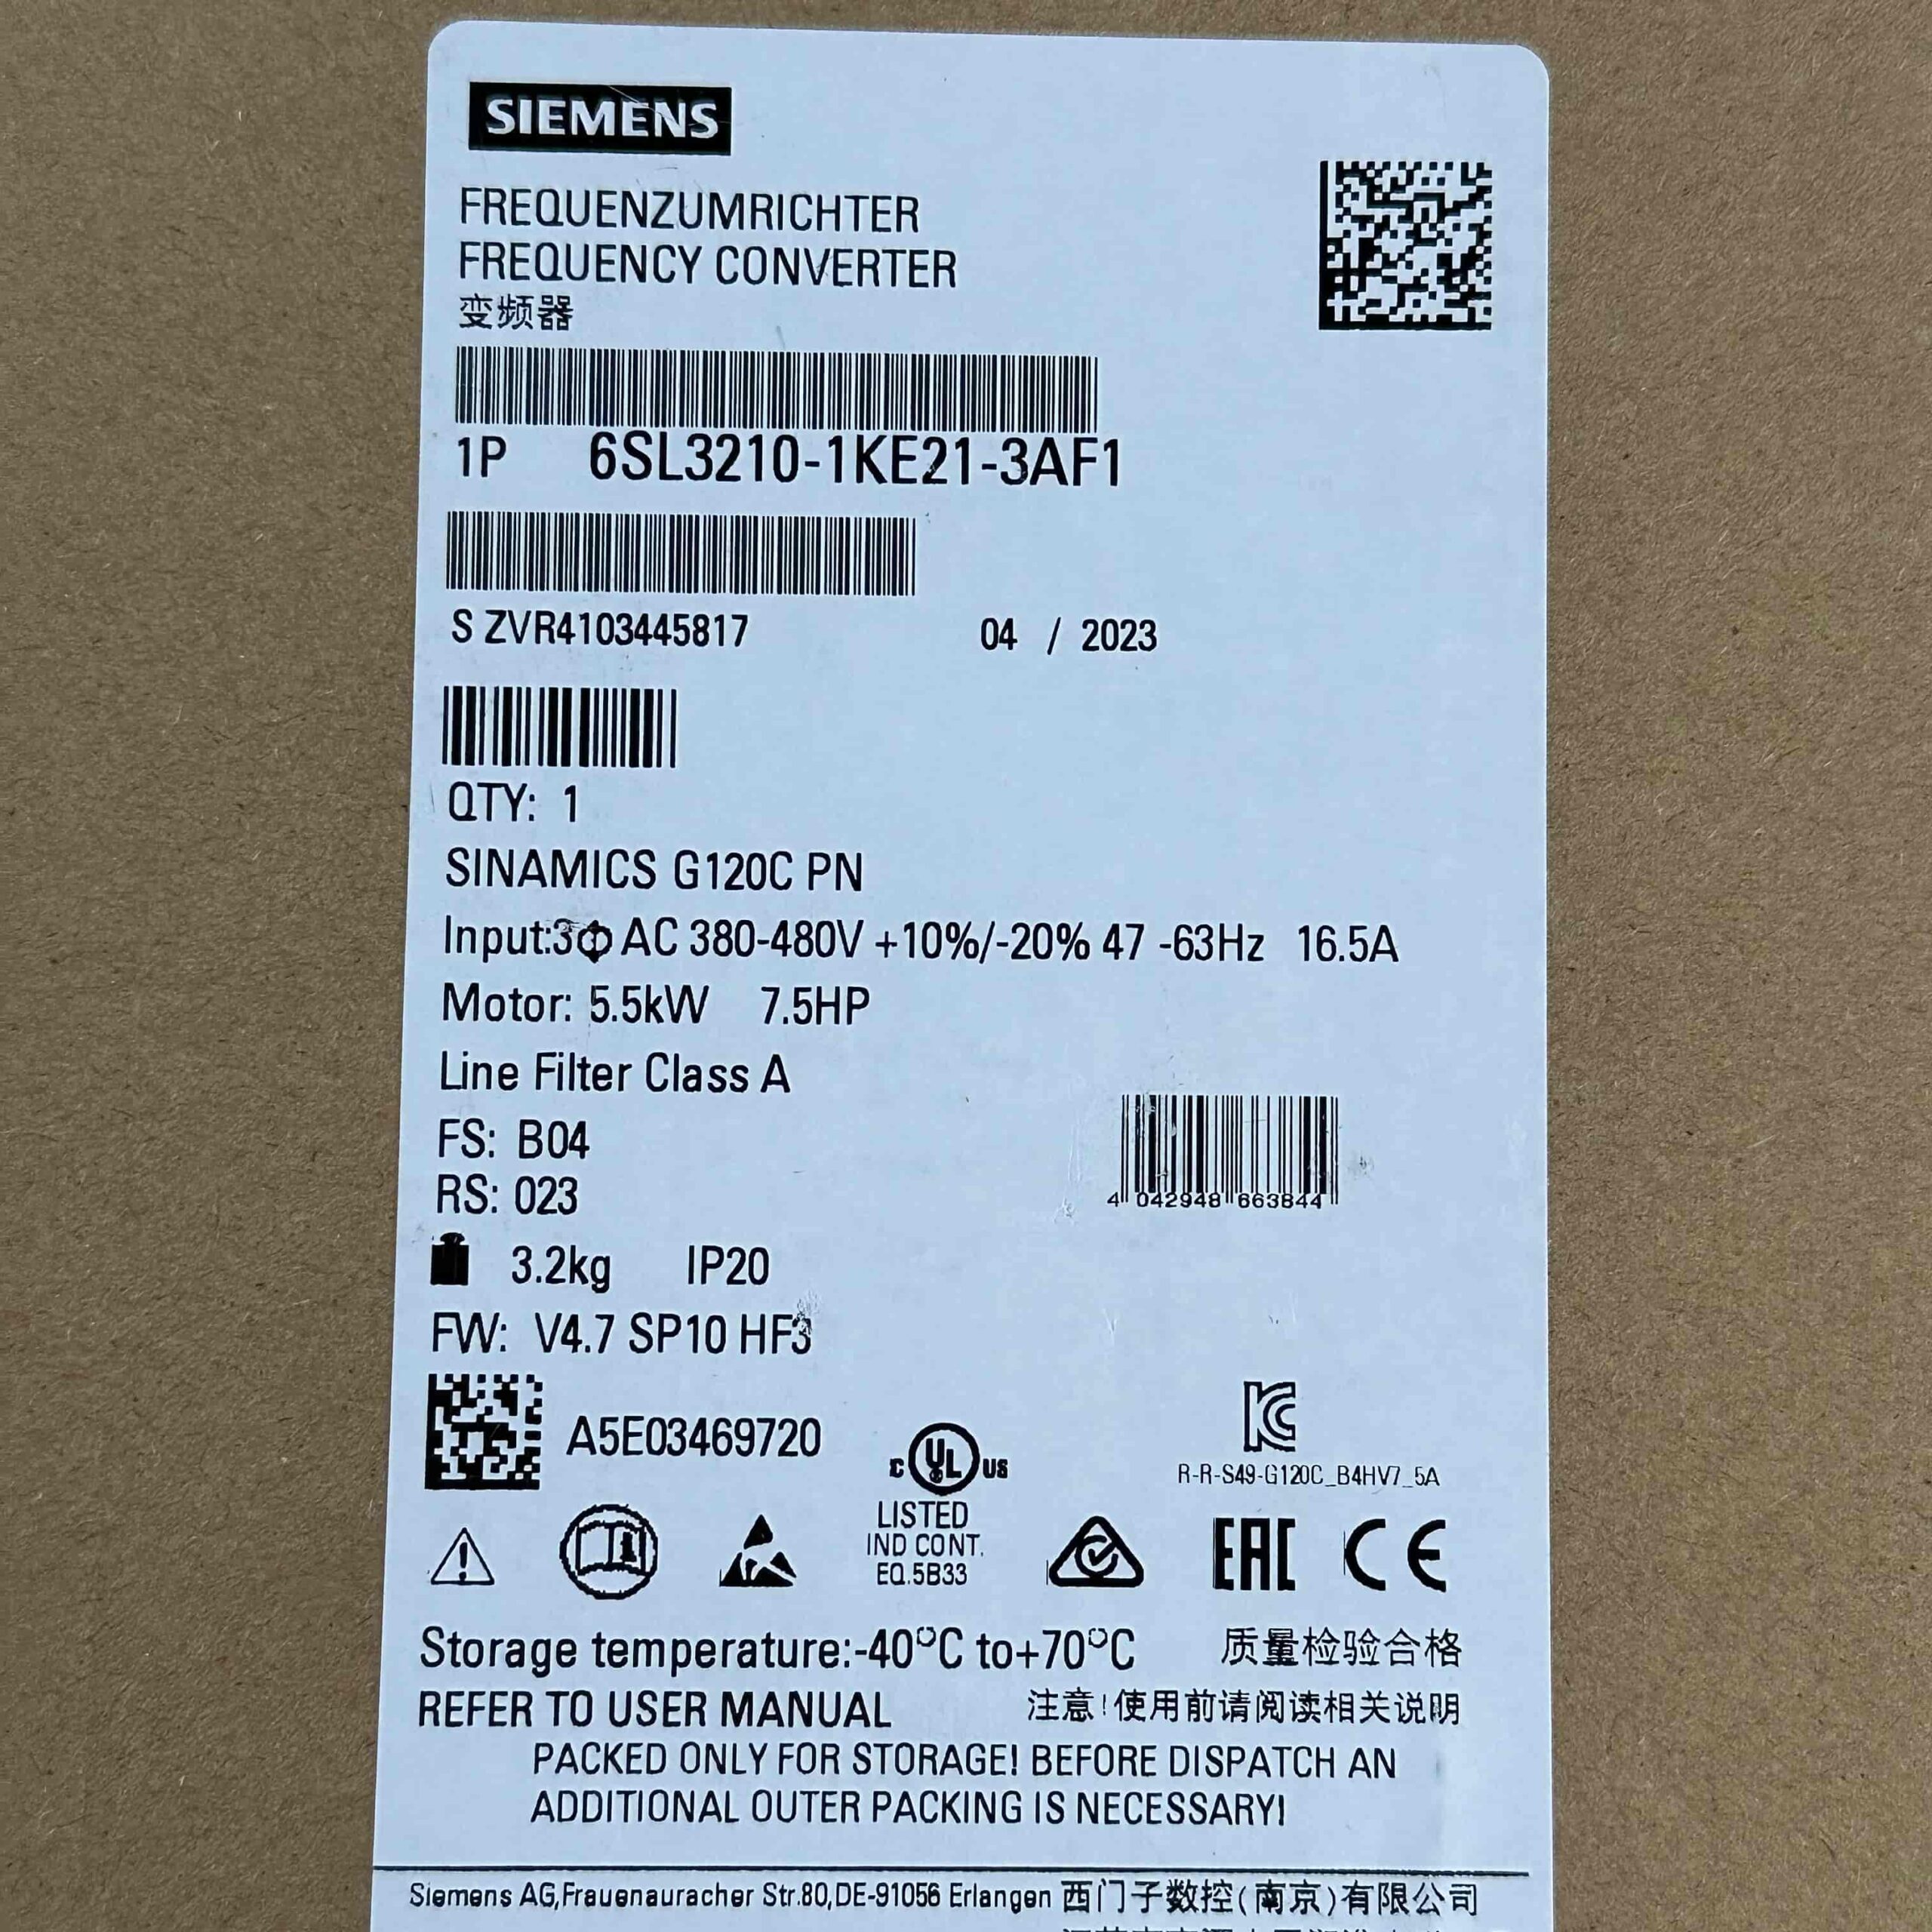 SIEMENS
FREQUENZUMRICHTER
FREQUENCY CONVERTER
变频器
1P 6SL3210-1KE21-3AF1
S ZVR4103445817 04 / 2023
QTY: 1
SINAMICS G120C PN
Input:3ф AC 380-480V +10%/-20% 47 -63Hz 16.5A
Motor: 5.5kW 7.5HP
Line Filter Class A
FS: B04
RS: 023
4 042948 663844
3.2kg IP20
FW: V4.7 SP10 HF3
A5E03469720
c UL US
LISTED
IND CONT.
EQ.5B33
KC
R-R-S49-G120C_B4HV7_5A
EAC CE
Storage temperature:-40°C to+70°C 质量检验合格
REFER TO USER MANUAL 注意!使用前请阅读相关说明
PACKED ONLY FOR STORAGE! BEFORE DISPATCH AN
ADDITIONAL OUTER PACKING IS NECESSARY!
Siemens AG,Frauenauracher Str.80,DE-91056 Erlangen 西门子数控(南京)有限公司